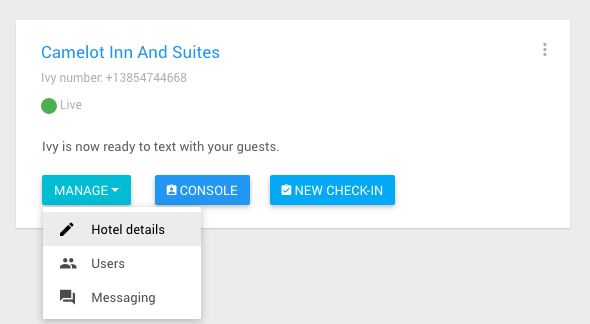 Camelot Inn And Suites
Ivy number: +13854744668
Live
Ivy is now ready to text with your guests.
MANAGE CONSOLE NEW CHECK-IN
Hotel details
Users
Messaging